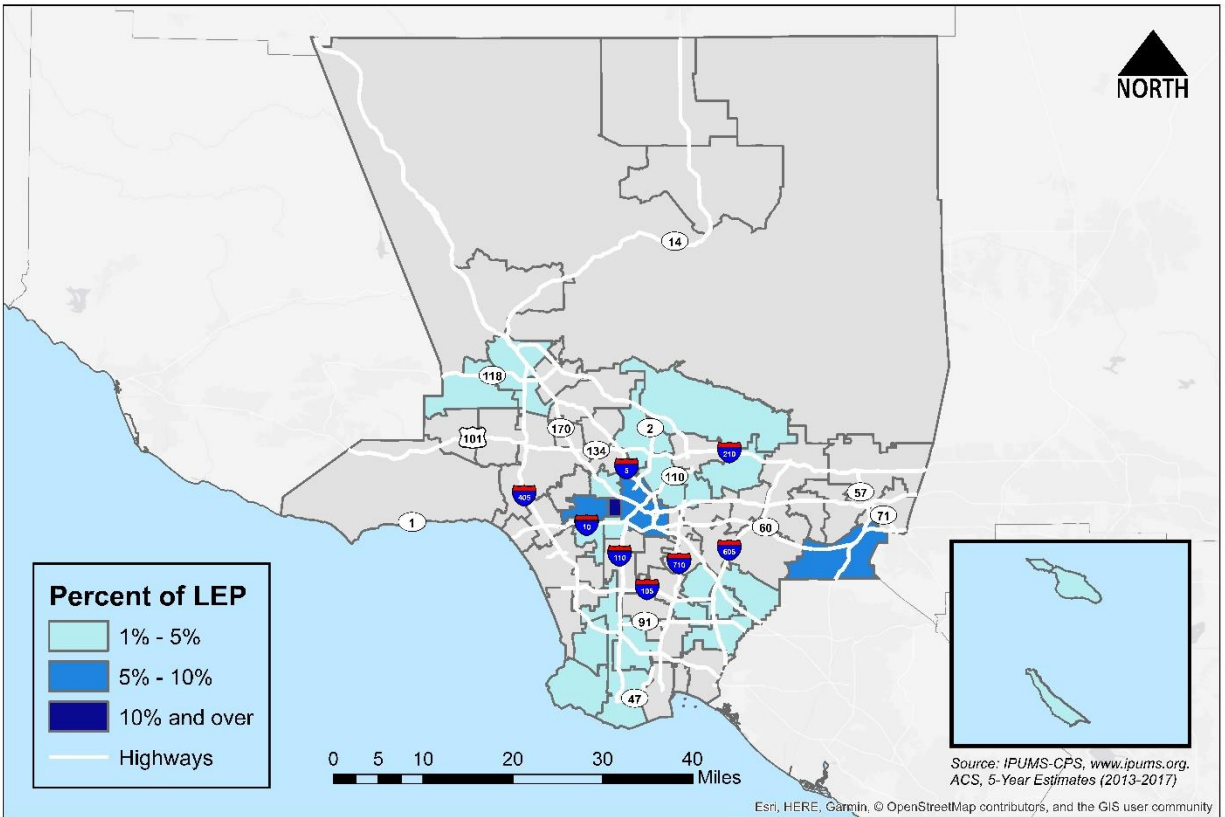 NORTH
14
118
101
170
134
2
210
5
110
57
405
71
1
10
60
110
710
605
105
91
47
Percent of LEP
1% - 5%
5% - 10%
10% and over
Highways
0 5 10 20 30 40
Miles
Source: IPUMS-CPS, www.ipums.org.
ACS, 5-Year Estimates (2013-2017)
Esri, HERE, Garmin, © OpenStreetMap contributors, and the GIS user community